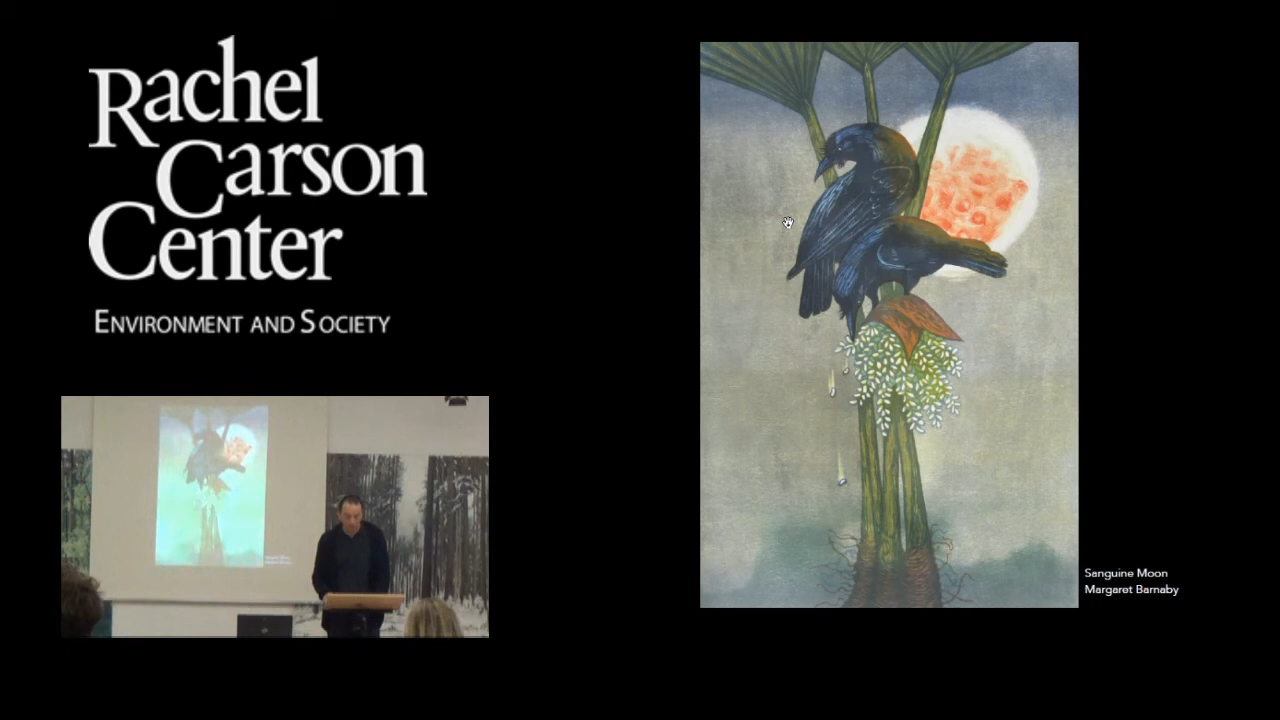 Rachel
Carson
Center
ENVIRONMENT AND SOCIETY
Sanguine Moon
Margaret Barnaby